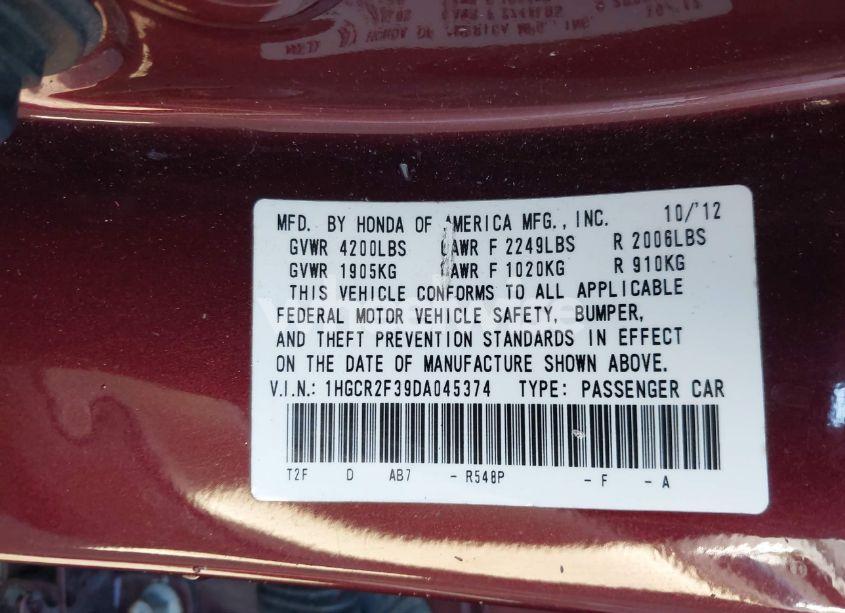 MFD. BY HONDA OF AMERICA MFG., INC. 10/'12
GVWR 4200LBS GAWR F 2249LBS R 2006LBS
GVWR 1905KG GAWR F 1020KG R 910KG
THIS VEHICLE CONFORMS TO ALL APPLICABLE
FEDERAL MOTOR VEHICLE SAFETY, BUMPER,
AND THEFT PREVENTION STANDARDS IN EFFECT
ON THE DATE OF MANUFACTURE SHOWN ABOVE.
V.I.N.: 1HGCR2F39DA045374 TYPE: PASSENGER CAR
T2F D AB7 - R548P - F - A